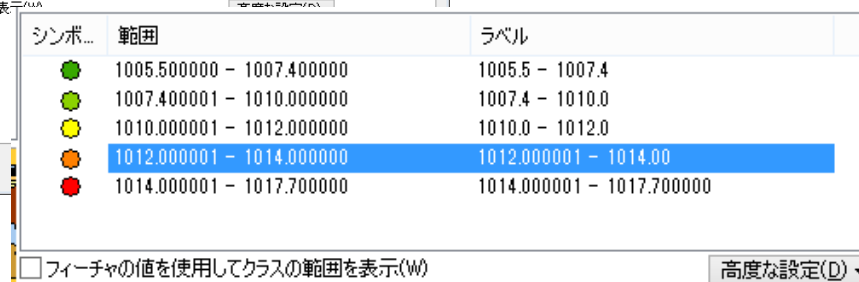 シンボ... 範囲 ラベル
1005.500000 - 1007.400000 1005.5 - 1007.4
1007.400001 - 1010.000000 1007.4 - 1010.0
1010.000001 - 1012.000000 1010.0 - 1012.0
1012.000001 - 1014.000000 1012.000001 - 1014.00
1014.000001 - 1017.700000 1014.000001 - 1017.700000
フィーチャの値を使用してクラスの範囲を表示(W) 高度な設定(D)